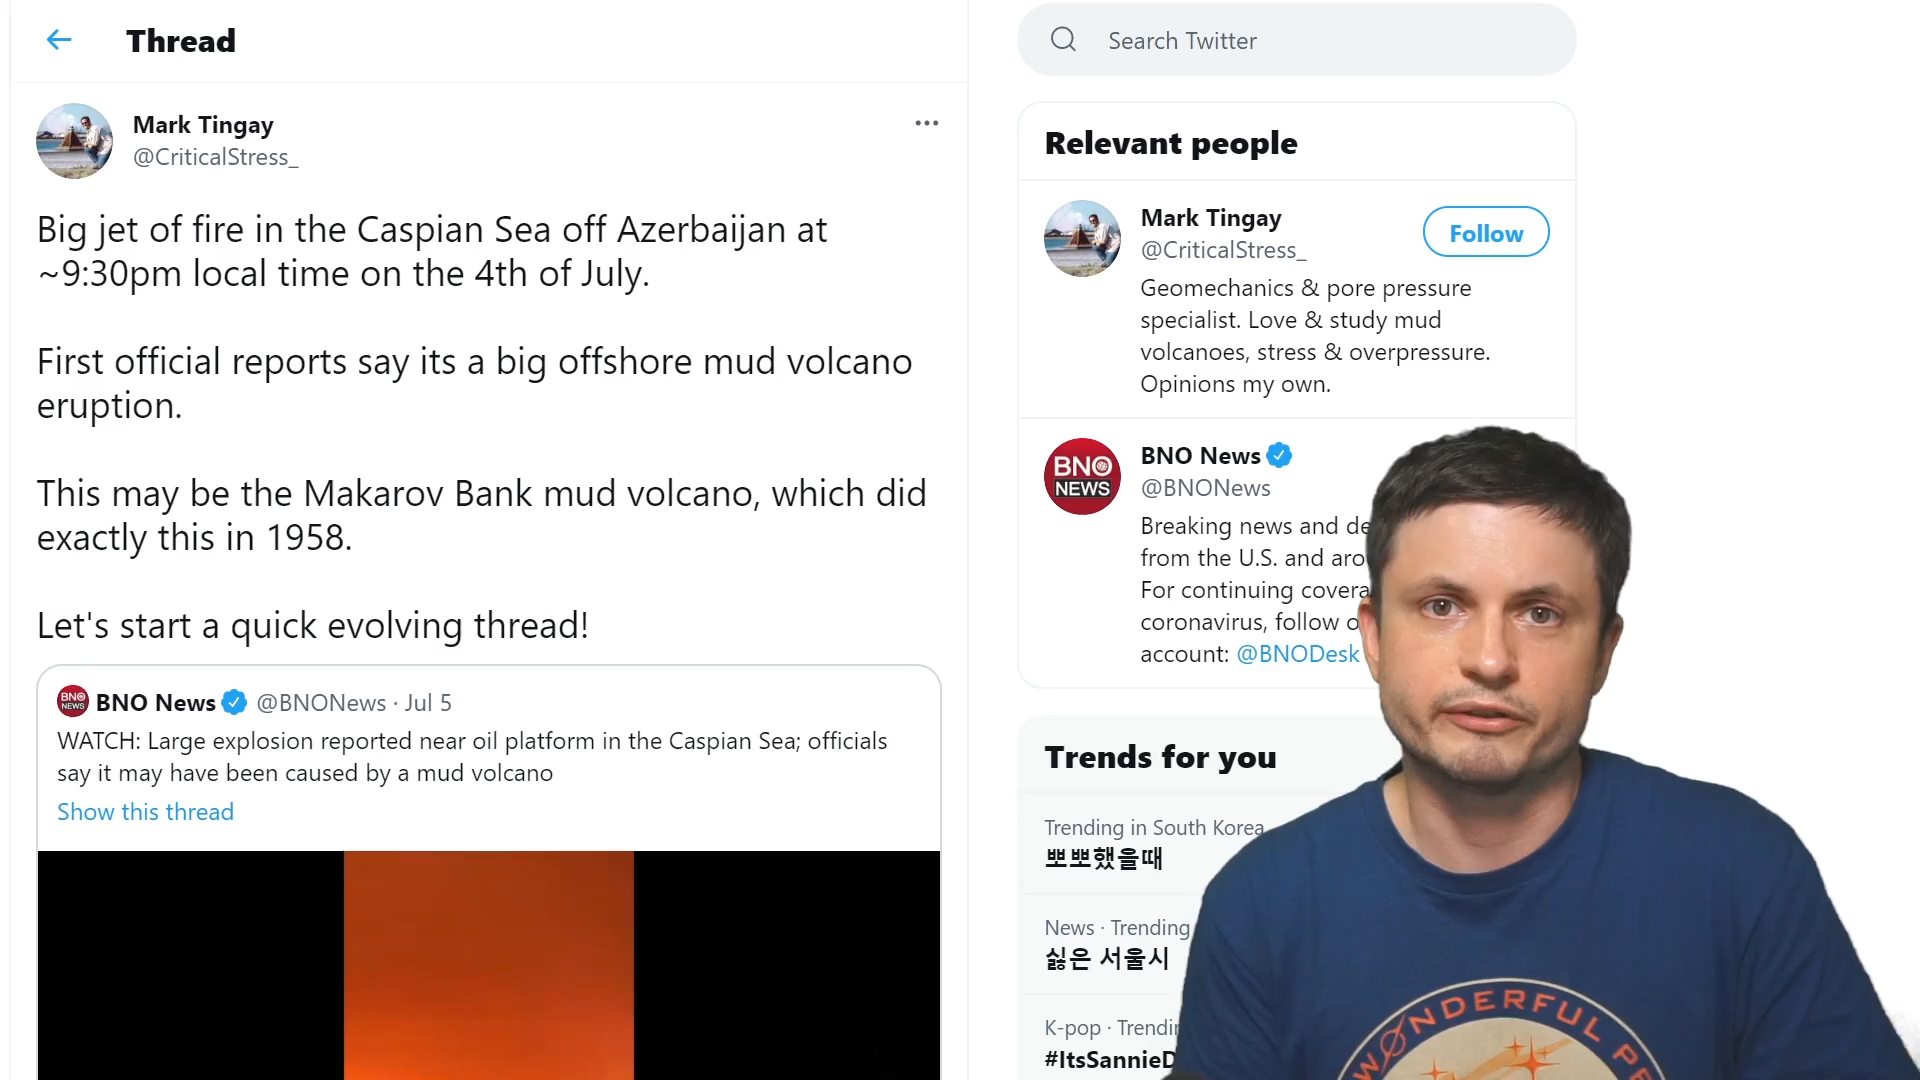 Thread
Mark Tingay
@CriticalStress_
Big jet of fire in the Caspian Sea off Azerbaijan at
~9:30pm local time on the 4th of July.
First official reports say its a big offshore mud volcano
eruption.
This may be the Makarov Bank mud volcano, which did
exactly this in 1958.
Let's start a quick evolving thread!
BNO NEWS
BNO News @BNONews · Jul 5
WATCH: Large explosion reported near oil platform in the Caspian Sea; officials
say it may have been caused by a mud volcano
Show this thread
Search Twitter
Relevant people
Mark Tingay
@CriticalStress_
Follow
Geomechanics & pore pressure
specialist. Love & study mud
volcanoes, stress & overpressure.
Opinions my own.
BNO
NEWS
BNO News
@BNONews
Breaking news and de
from the U.S. and aro
For continuing covera
coronavirus, follow o
account: @BNODesk
Trends for you
Trending in South Korea
뽀뽀했을때
News · Trending
싫은 서울시
K-pop · Trendin
#ItsSannieD
WONDERFUL PE